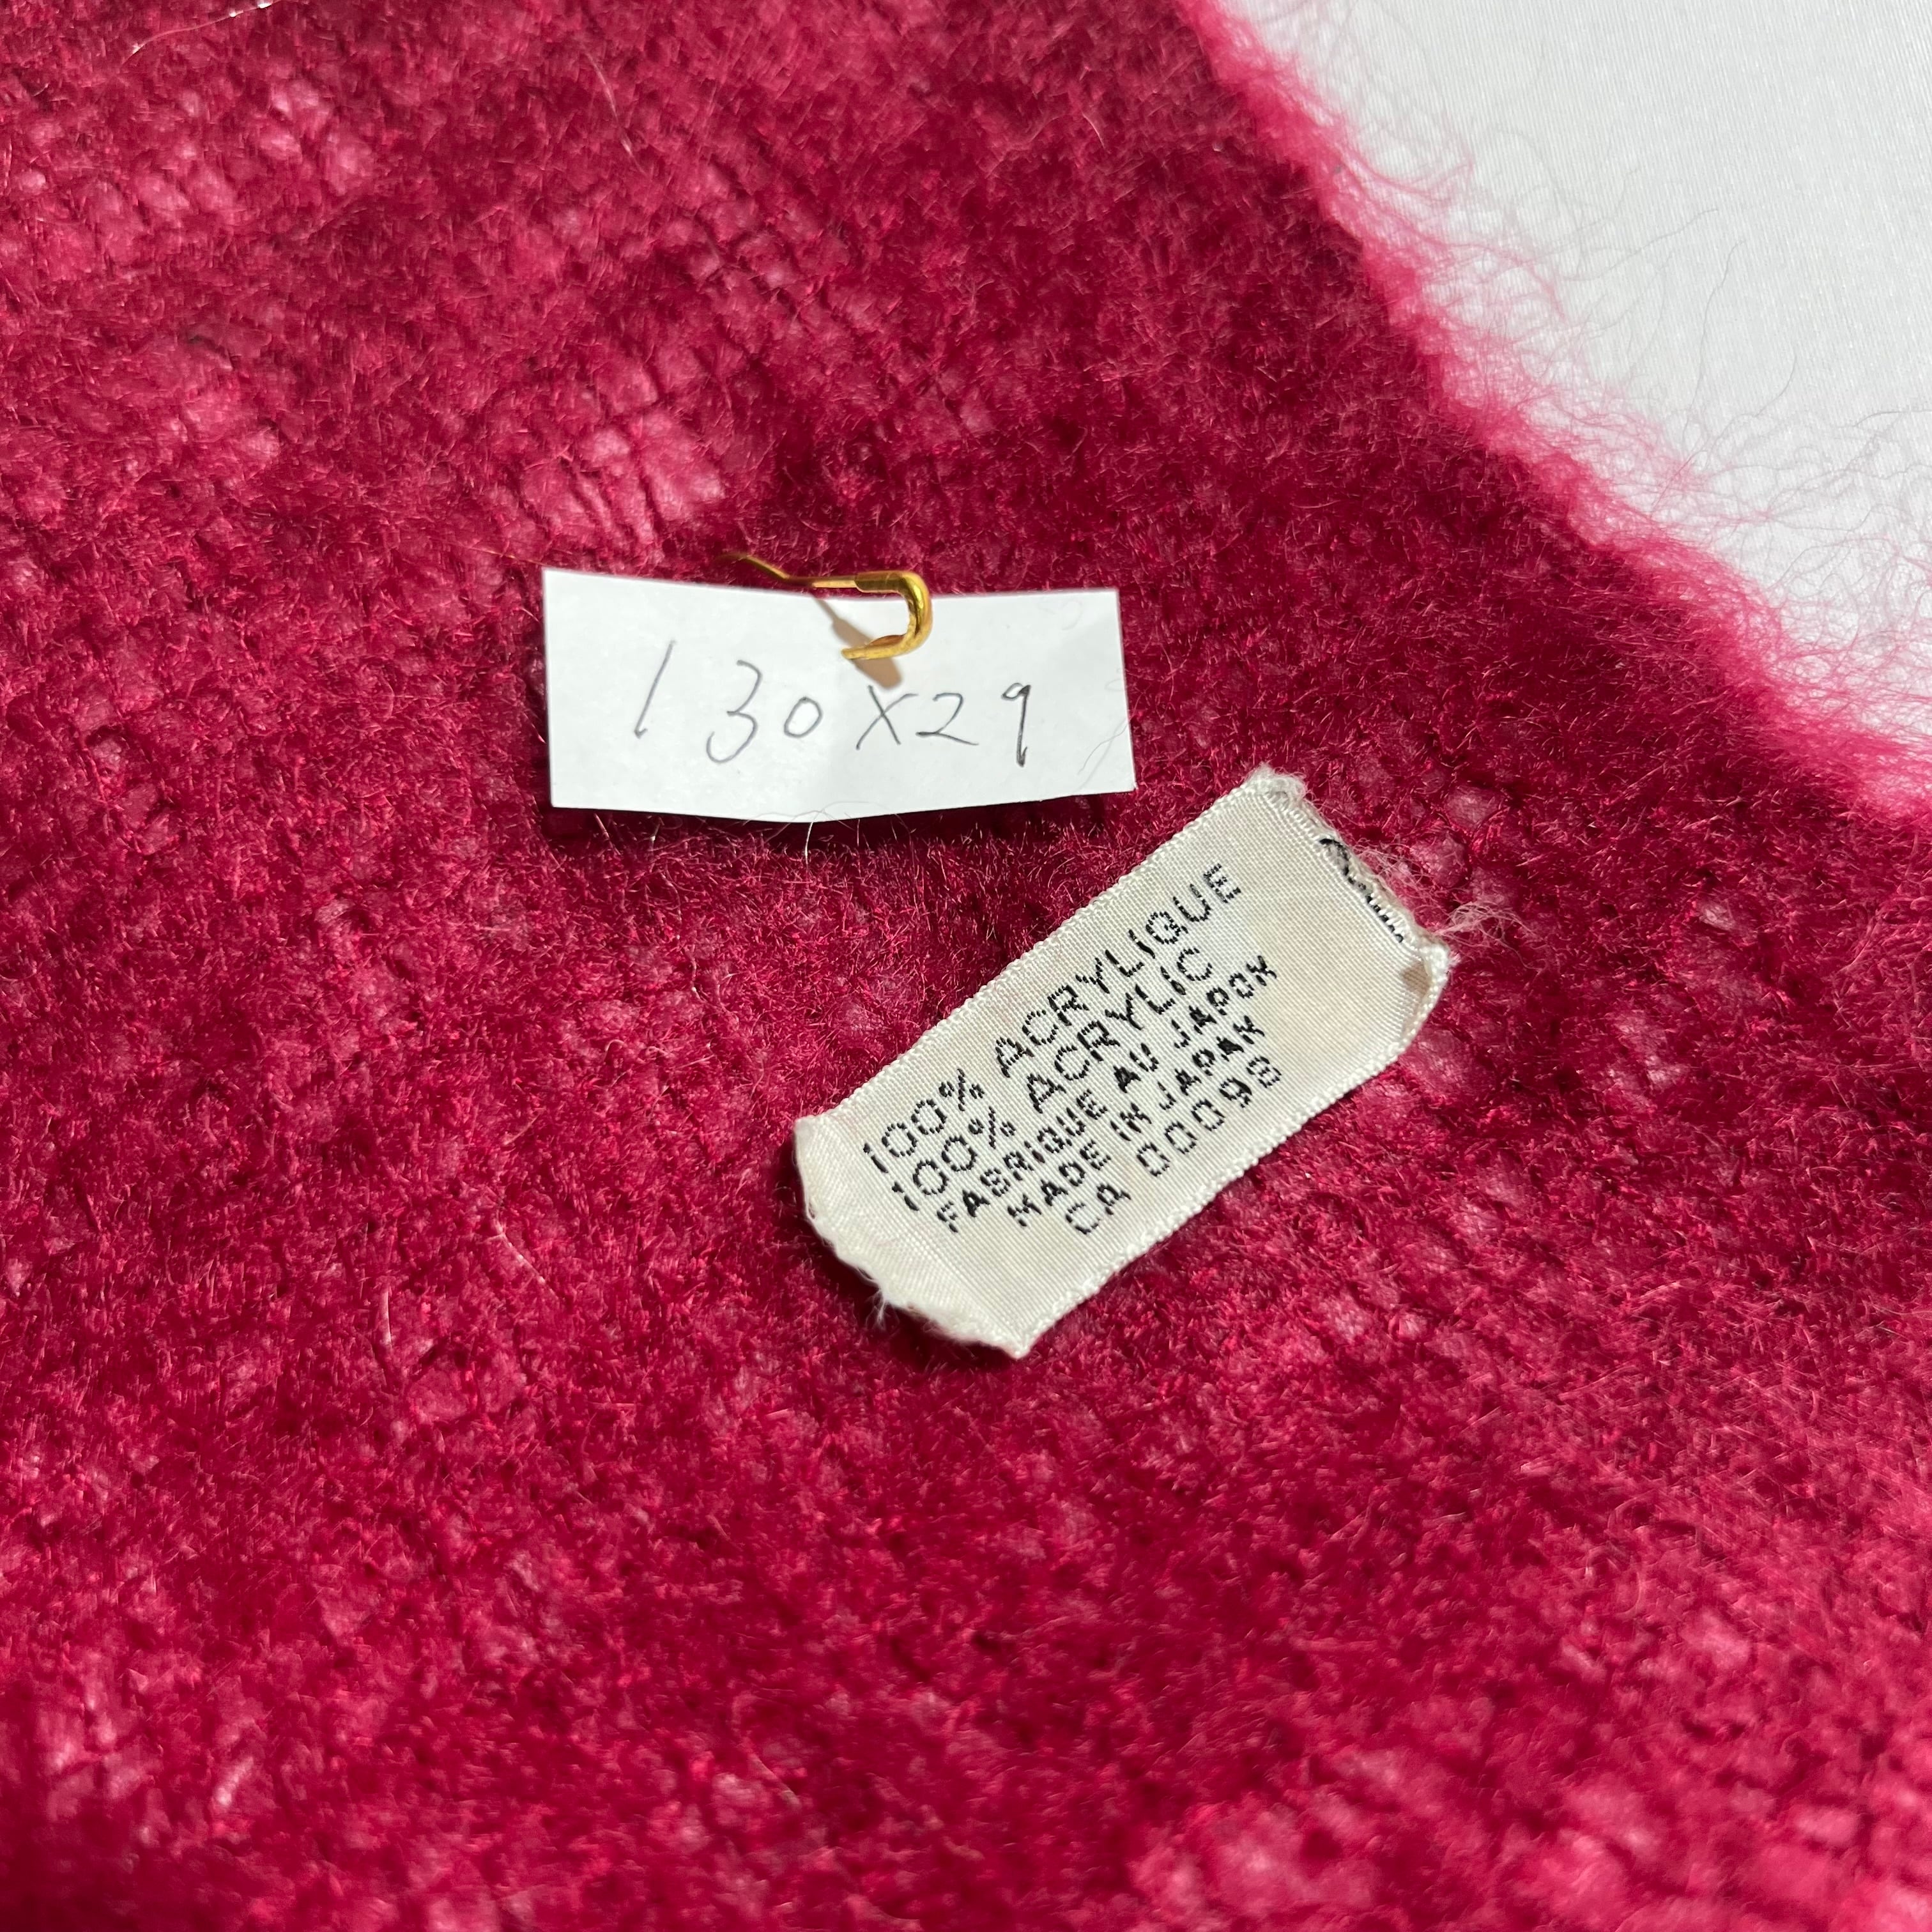 130x29
100% ACRYLIQUE
100% ACRYLIC
FABRIQUE AU JAPON
MADE IN JAPAN
CA 00098